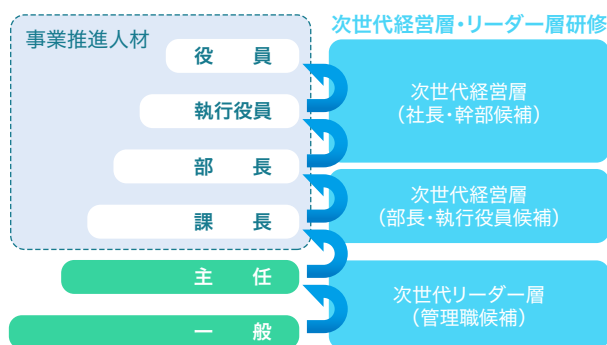 事業推進人材
役　員
執行役員
部　長
課　長
主　任
一　般
次世代経営層・リーダー層研修
次世代経営層
（社長・幹部候補）
次世代経営層
（部長・執行役員候補）
次世代リーダー層
（管理職候補）